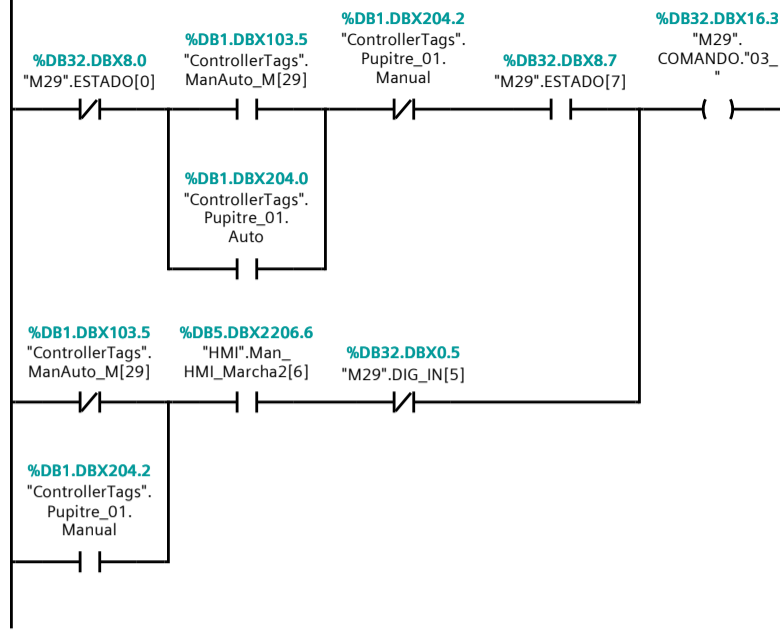 %DB32.DBX8.0
"M29".ESTADO[0]
%DB1.DBX103.5
"ControllerTags".
ManAuto_M[29]
%DB1.DBX204.2
"ControllerTags".
Pupitre_01.
Manual
%DB32.DBX8.7
"M29".ESTADO[7]
%DB32.DBX16.3
"M29".
COMANDO."03_
"
%DB1.DBX204.0
"ControllerTags".
Pupitre_01.
Auto
%DB1.DBX103.5
"ControllerTags".
ManAuto_M[29]
%DB5.DBX2206.6
"HMI".Man_
HMI_Marcha2[6]
%DB32.DBX0.5
"M29".DIG_IN[5]
%DB1.DBX204.2
"ControllerTags".
Pupitre_01.
Manual